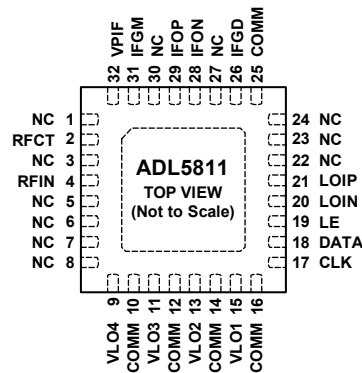 32 VPIF
31 IFGM
30 NC
29 IFOP
28 IFON
27 NC
26 IFGD
25 COMM
NC 1
RFCT 2
NC 3
RFIN 4
NC 5
NC 6
NC 7
NC 8
ADL5811
TOP VIEW
(Not to Scale)
24 NC
23 NC
22 NC
21 LOIP
20 LOIN
19 LE
18 DATA
17 CLK
VLO4 9
COMM 10
VLO3 11
COMM 12
VLO2 13
COMM 14
VLO1 15
COMM 16